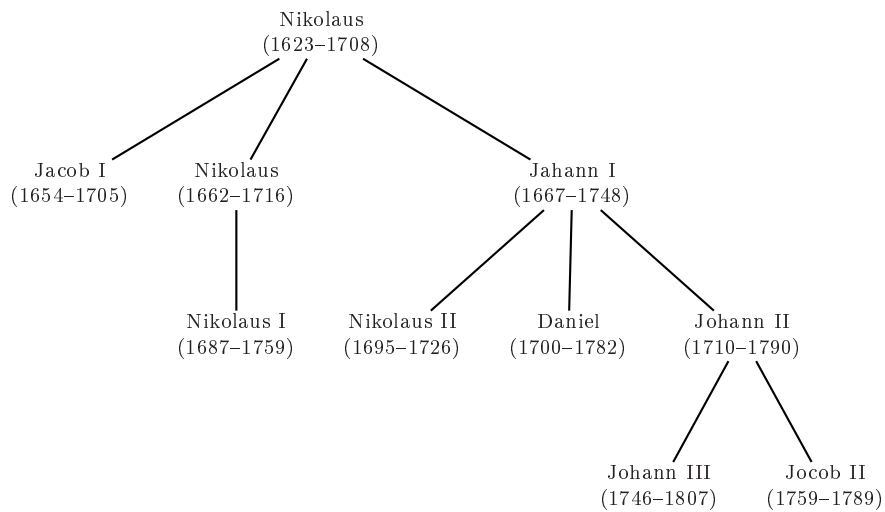 Nikolaus
(1623–1708)
Jacob I
(1654–1705)
Nikolaus
(1662–1716)
Jahann I
(1667–1748)
Nikolaus I
(1687–1759)
Nikolaus II
(1695–1726)
Daniel
(1700–1782)
Johann II
(1710–1790)
Johann III
(1746–1807)
Jocob II
(1759–1789)